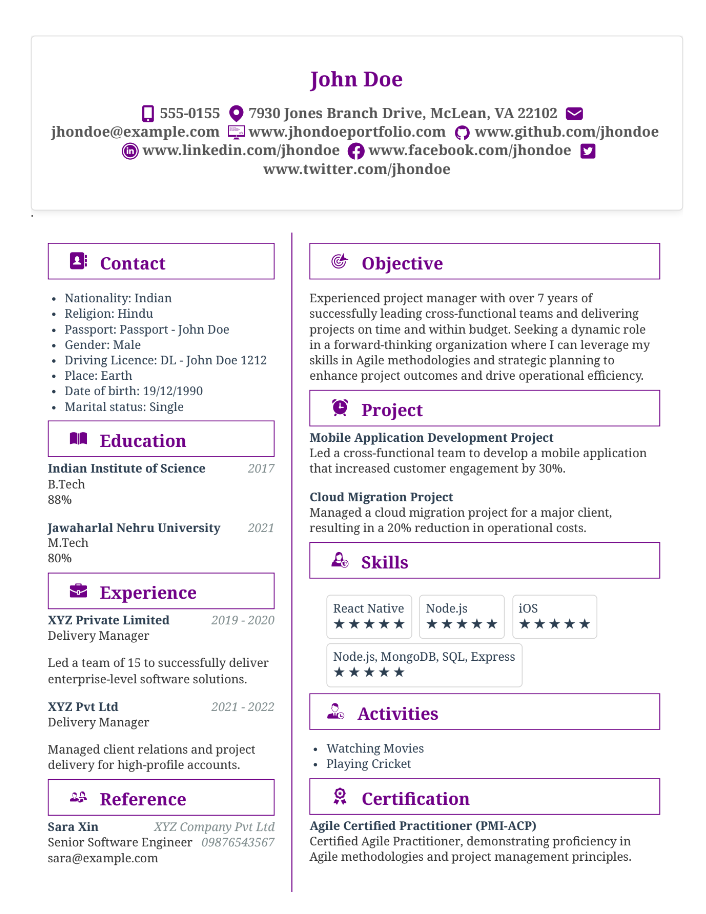 John Doe
555-0155 7930 Jones Branch Drive, McLean, VA 22102
jhondoe@example.com www.jhondoeportfolio.com www.github.com/jhondoe
www.linkedin.com/jhondoe www.facebook.com/jhondoe
www.twitter.com/jhondoe
.
Contact
• Nationality: Indian
• Religion: Hindu
• Passport: Passport - John Doe
• Gender: Male
• Driving Licence: DL - John Doe 1212
• Place: Earth
• Date of birth: 19/12/1990
• Marital status: Single
Education
Indian Institute of Science 2017
B.Tech
88%
Jawaharlal Nehru University 2021
M.Tech
80%
Experience
XYZ Private Limited 2019 - 2020
Delivery Manager
Led a team of 15 to successfully deliver
enterprise-level software solutions.
XYZ Pvt Ltd 2021 - 2022
Delivery Manager
Managed client relations and project
delivery for high-profile accounts.
Reference
Sara Xin XYZ Company Pvt Ltd
Senior Software Engineer 09876543567
sara@example.com
Objective
Experienced project manager with over 7 years of
successfully leading cross-functional teams and delivering
projects on time and within budget. Seeking a dynamic role
in a forward-thinking organization where I can leverage my
skills in Agile methodologies and strategic planning to
enhance project outcomes and drive operational efficiency.
Project
Mobile Application Development Project
Led a cross-functional team to develop a mobile application
that increased customer engagement by 30%.
Cloud Migration Project
Managed a cloud migration project for a major client,
resulting in a 20% reduction in operational costs.
Skills
React Native Node.js iOS
★★★★★ ★★★★★ ★★★★★
Node.js, MongoDB, SQL, Express
★★★★★
Activities
• Watching Movies
• Playing Cricket
Certification
Agile Certified Practitioner (PMI-ACP)
Certified Agile Practitioner, demonstrating proficiency in
Agile methodologies and project management principles.